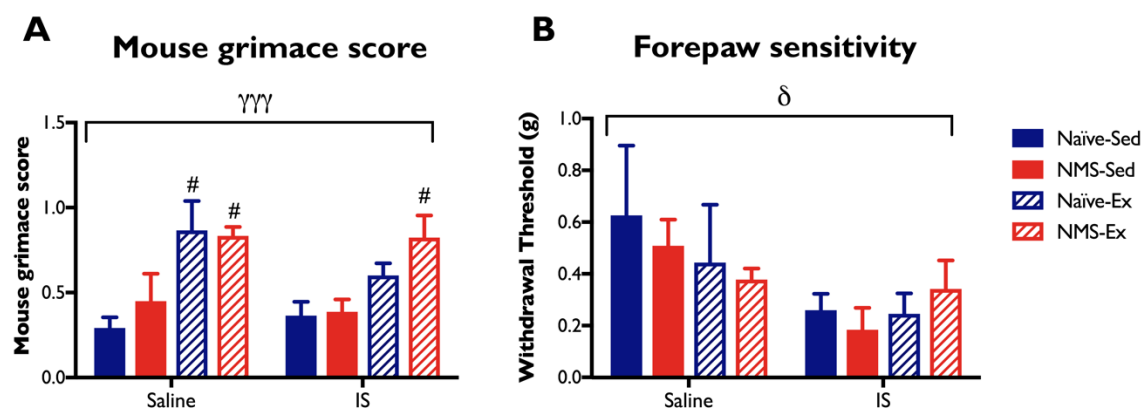 A
Mouse grimace score
γγγ
Mouse grimace score
1.5
1.0
0.5
0.0
#
#
#
Saline
IS
B
Forepaw sensitivity
δ
Withdrawal Threshold (g)
1.0
0.8
0.6
0.4
0.2
0.0
Saline
IS
Naïve-Sed
NMS-Sed
Naïve-Ex
NMS-Ex